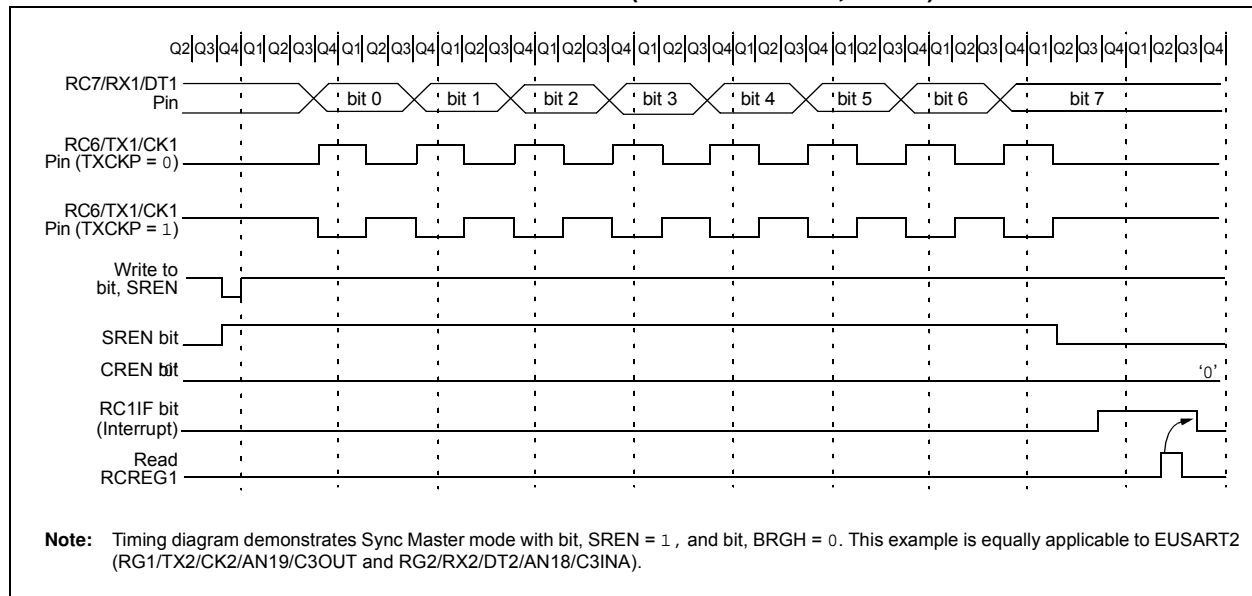 Q2 Q3 Q4 Q1 Q2 Q3 Q4 Q1 Q2 Q3 Q4 Q1 Q2 Q3 Q4 Q1 Q2 Q3 Q4 Q1 Q2 Q3 Q4 Q1 Q2 Q3 Q4 Q1 Q2 Q3 Q4 Q1 Q2 Q3 Q4 Q1 Q2 Q3 Q4 Q1 Q2 Q3 Q4
RC7/RX1/DT1
Pin
bit 0 bit 1 bit 2 bit 3 bit 4 bit 5 bit 6 bit 7
RC6/TX1/CK1
Pin (TXCKP = 0)
RC6/TX1/CK1
Pin (TXCKP = 1)
Write to
bit, SREN
SREN bit
CREN bit
‘0’
RC1IF bit
(Interrupt)
Read
RCREG1
Note: Timing diagram demonstrates Sync Master mode with bit, SREN = 1, and bit, BRGH = 0. This example is equally applicable to EUSART2
(RG1/TX2/CK2/AN19/C3OUT and RG2/RX2/DT2/AN18/C3INA).